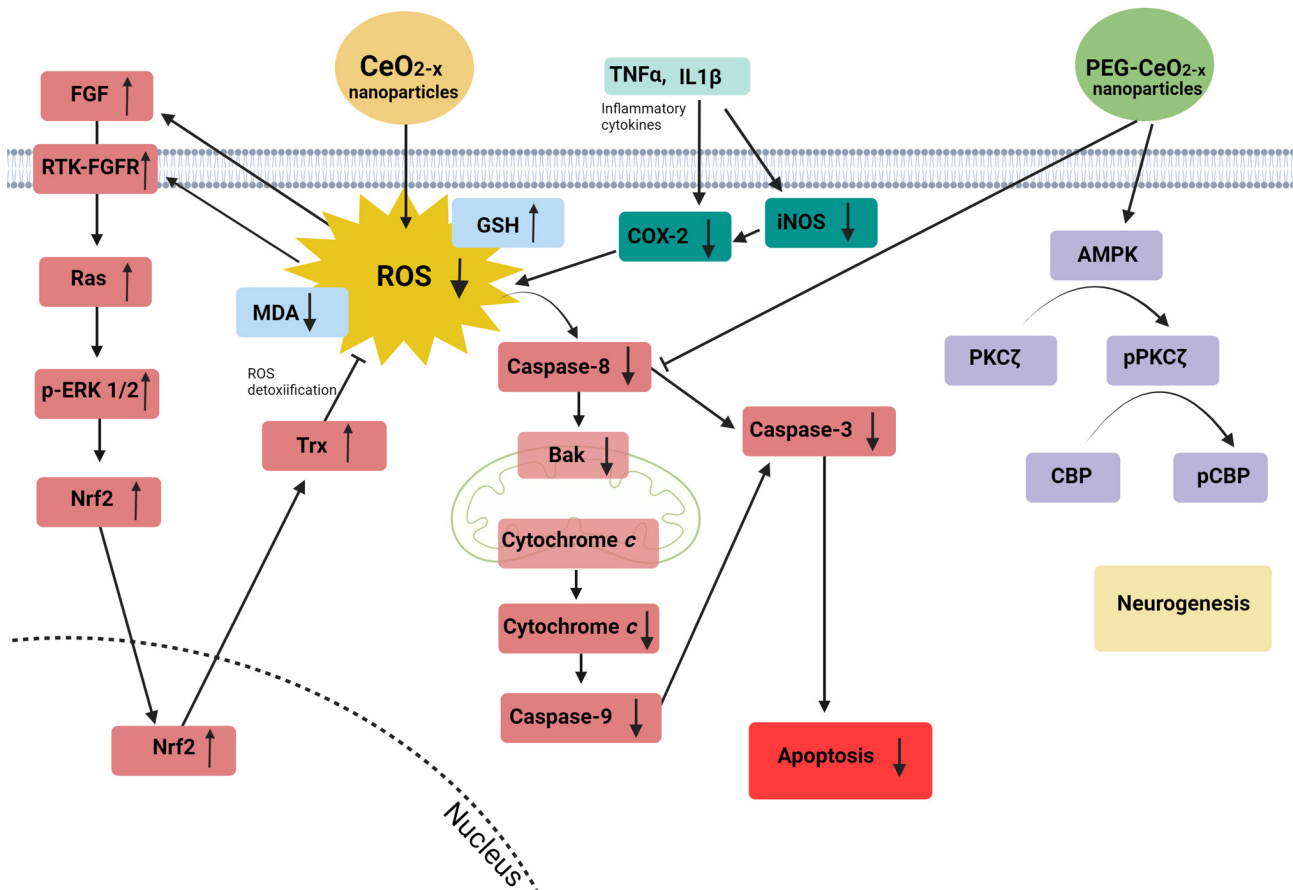 CeO2-x
nanoparticles
TNFα, IL1β
Inflammatory
cytokines
PEG-CeO2-x
nanoparticles
FGF
RTK-FGFR
Ras
p-ERK 1/2
Nrf2
Nrf2
Trx
ROS
detoxiification
GSH
ROS
MDA
COX-2
iNOS
Caspase-8
Bak
Cytochrome c
Cytochrome c
Caspase-9
Caspase-3
Apoptosis
AMPK
PKCζ
pPKCζ
CBP
pCBP
Neurogenesis
Nucleus